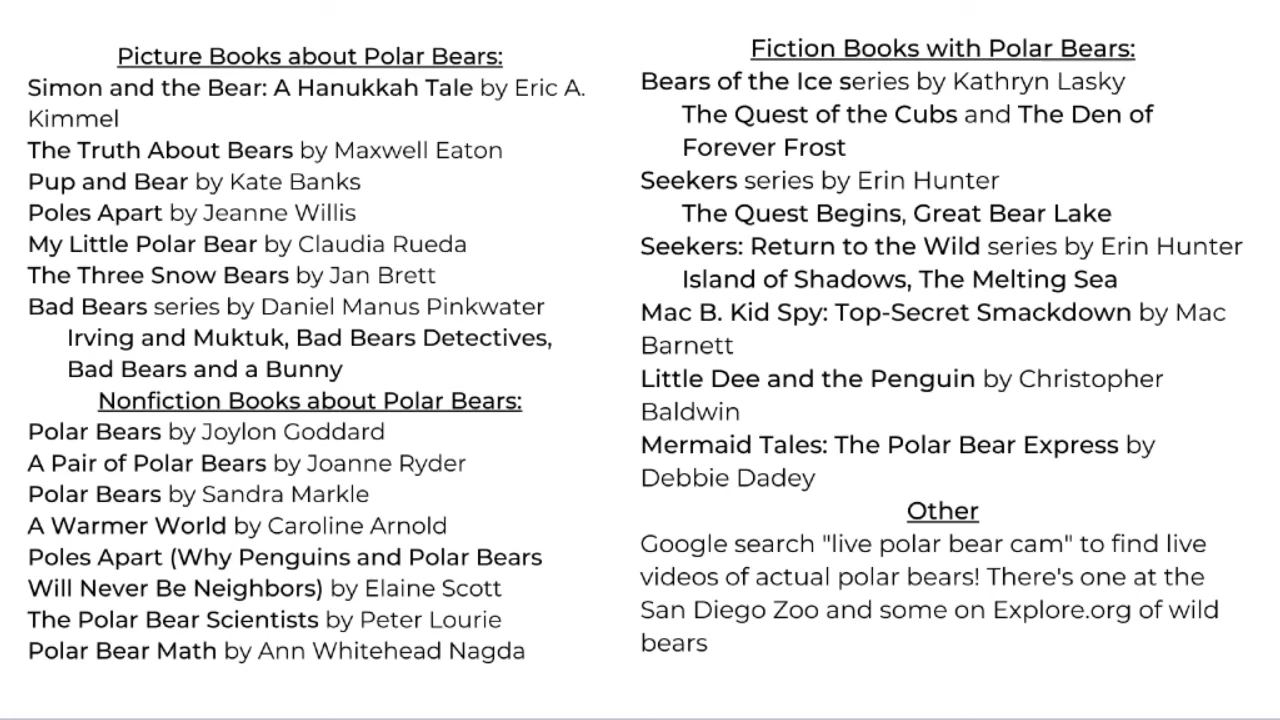 Picture Books about Polar Bears:
Simon and the Bear: A Hanukkah Tale by Eric A.
Kimmel
The Truth About Bears by Maxwell Eaton
Pup and Bear by Kate Banks
Poles Apart by Jeanne Willis
My Little Polar Bear by Claudia Rueda
The Three Snow Bears by Jan Brett
Bad Bears series by Daniel Manus Pinkwater
Irving and Muktuk, Bad Bears Detectives,
Bad Bears and a Bunny
Nonfiction Books about Polar Bears:
Polar Bears by Joylon Goddard
A Pair of Polar Bears by Joanne Ryder
Polar Bears by Sandra Markle
A Warmer World by Caroline Arnold
Poles Apart (Why Penguins and Polar Bears
Will Never Be Neighbors) by Elaine Scott
The Polar Bear Scientists by Peter Lourie
Polar Bear Math by Ann Whitehead Nagda
Fiction Books with Polar Bears:
Bears of the Ice series by Kathryn Lasky
The Quest of the Cubs and The Den of
Forever Frost
Seekers series by Erin Hunter
The Quest Begins, Great Bear Lake
Seekers: Return to the Wild series by Erin Hunter
Island of Shadows, The Melting Sea
Mac B. Kid Spy: Top-Secret Smackdown by Mac
Barnett
Little Dee and the Penguin by Christopher
Baldwin
Mermaid Tales: The Polar Bear Express by
Debbie Dadey
Other
Google search "live polar bear cam" to find live
videos of actual polar bears! There's one at the
San Diego Zoo and some on Explore.org of wild
bears